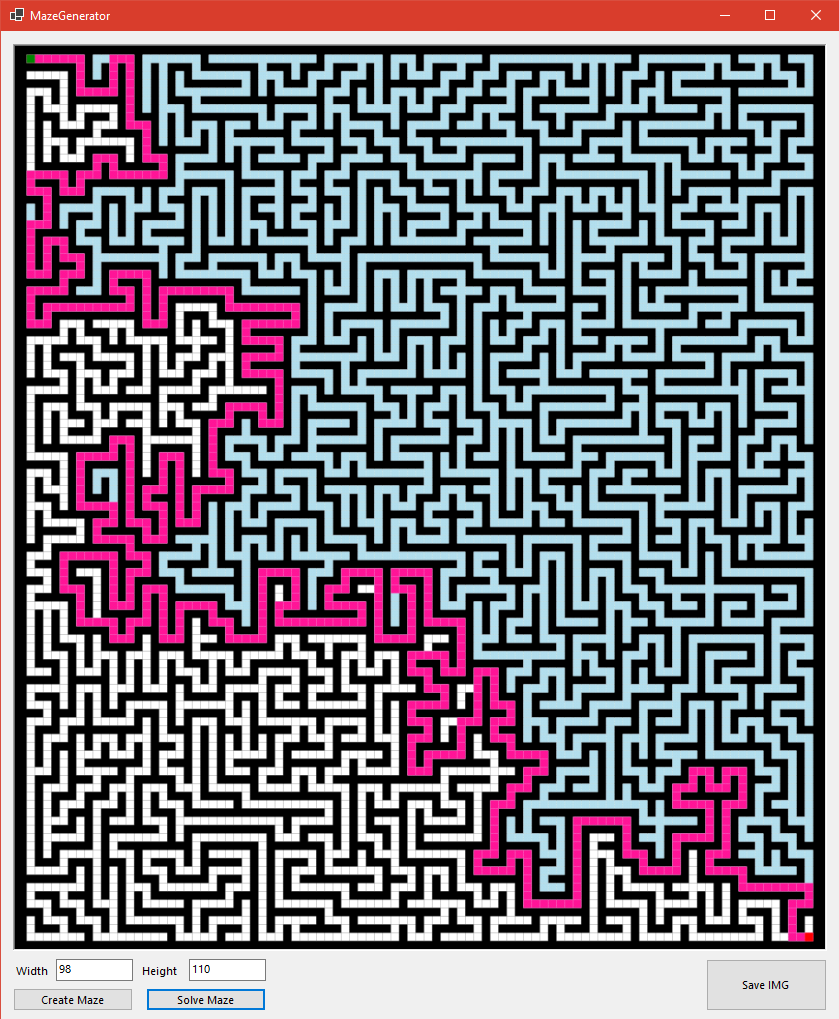 MazeGenerator
Width 98 Height 110
Create Maze Solve Maze
Save IMG